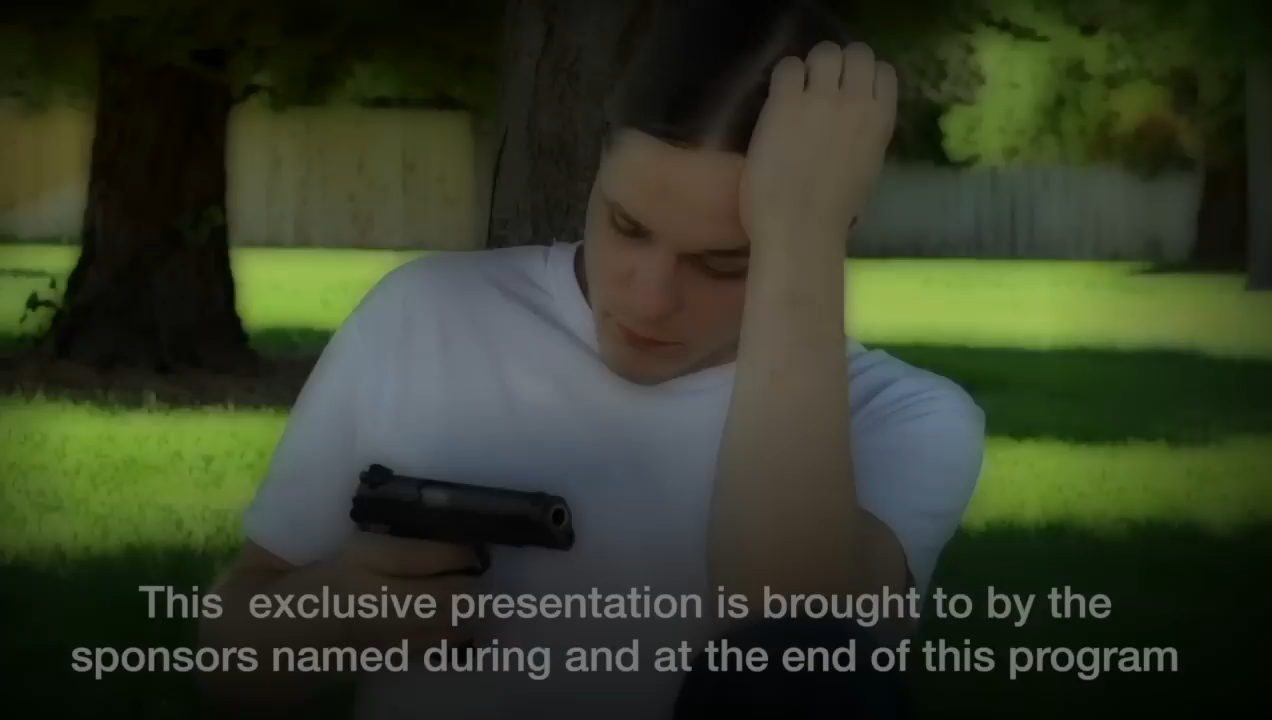 This  exclusive presentation is brought to by the
sponsors named during and at the end of this program